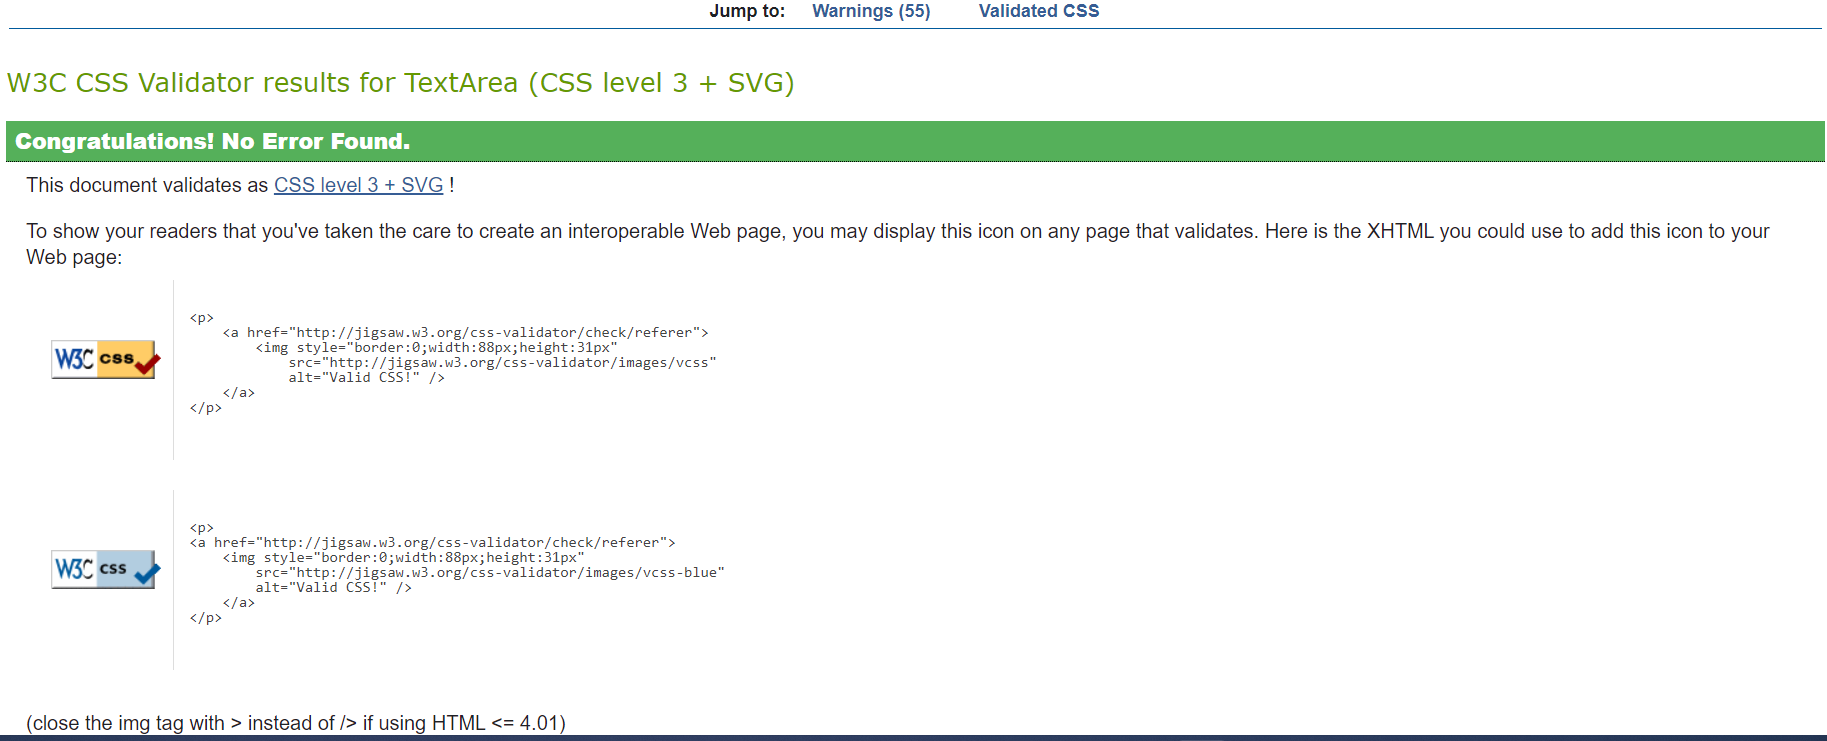 Jump to: Warnings (55) Validated CSS
W3C CSS Validator results for TextArea (CSS level 3 + SVG)
Congratulations! No Error Found.
This document validates as CSS level 3 + SVG !
To show your readers that you've taken the care to create an interoperable Web page, you may display this icon on any page that validates. Here is the XHTML you could use to add this icon to your
Web page:
W3C css
<p>
<a href="http://jigsaw.w3.org/css-validator/check/referer">
<img style="border:0;width:88px;height:31px"
src="http://jigsaw.w3.org/css-validator/images/vcss"
alt="Valid CSS!" />
</a>
</p>
W3C css
<p>
<a href="http://jigsaw.w3.org/css-validator/check/referer">
<img style="border:0;width:88px;height:31px"
src="http://jigsaw.w3.org/css-validator/images/vcss-blue"
alt="Valid CSS!" />
</a>
</p>
(close the img tag with > instead of /> if using HTML <= 4.01)